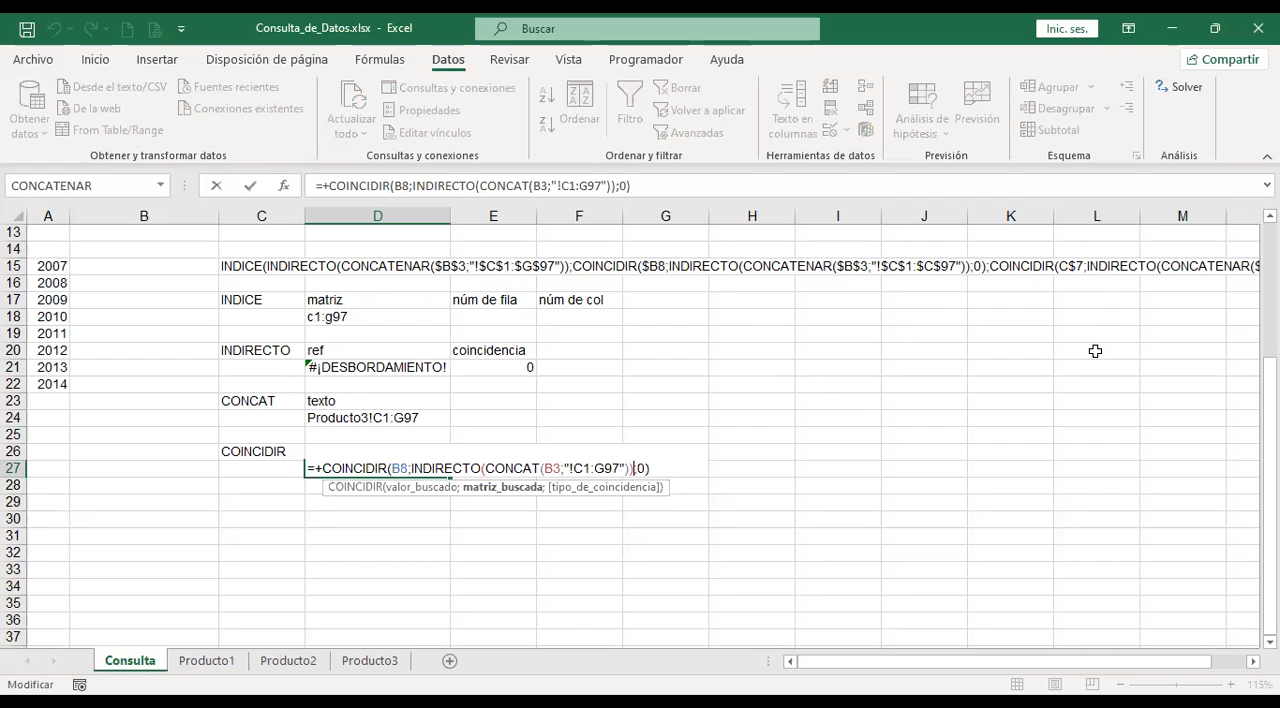 Consulta_de_Datos.xlsx - Excel
Buscar
Inic. ses.
Archivo Inicio Insertar Disposición de página Fórmulas Datos Revisar Vista Programador Ayuda
Compartir
Obtener datos
Desde el texto/CSV
De la web
From Table/Range
Fuentes recientes
Conexiones existentes
Obtener y transformar datos
Actualizar todo
Consultas y conexiones
Propiedades
Editar vínculos
Consultas y conexiones
Ordenar
Filtro
Borrar
Volver a aplicar
Avanzadas
Ordenar y filtrar
Texto en columnas
Herramientas de datos
Análisis de hipótesis
Previsión
Previsión
Agrupar
Desagrupar
Subtotal
Esquema
Solver
Análisis
CONCATENAR
fx
=+COINCIDIR(B8;INDIRECTO(CONCAT(B3;"!C1:G97"));0)
A B C D E F G H I J K L M
13
14
15 2007 INDICE(INDIRECTO(CONCATENAR($B$3;"!$C$1:$G$97"));COINCIDIR($B8;INDIRECTO(CONCATENAR($B$3;"!$C$1:$C$97"));0);COINCIDIR(C$7;INDIRECTO(CONCATENAR($
16 2008
17 2009 INDICE matriz núm de fila núm de col
18 2010 c1:g97
19 2011
20 2012 INDIRECTO ref coincidencia
21 2013 #¡DESBORDAMIENTO! 0
22 2014
23 CONCAT texto
24 Producto3!C1:G97
25
26 COINCIDIR
27 =+COINCIDIR(B8;INDIRECTO(CONCAT(B3;"!C1:G97"));0)
28 COINCIDIR(valor_buscado; matriz_buscada; [tipo_de_coincidencia])
29
30
31
32
33
34
35
36
37
Consulta Producto1 Producto2 Producto3
Modificar
115%